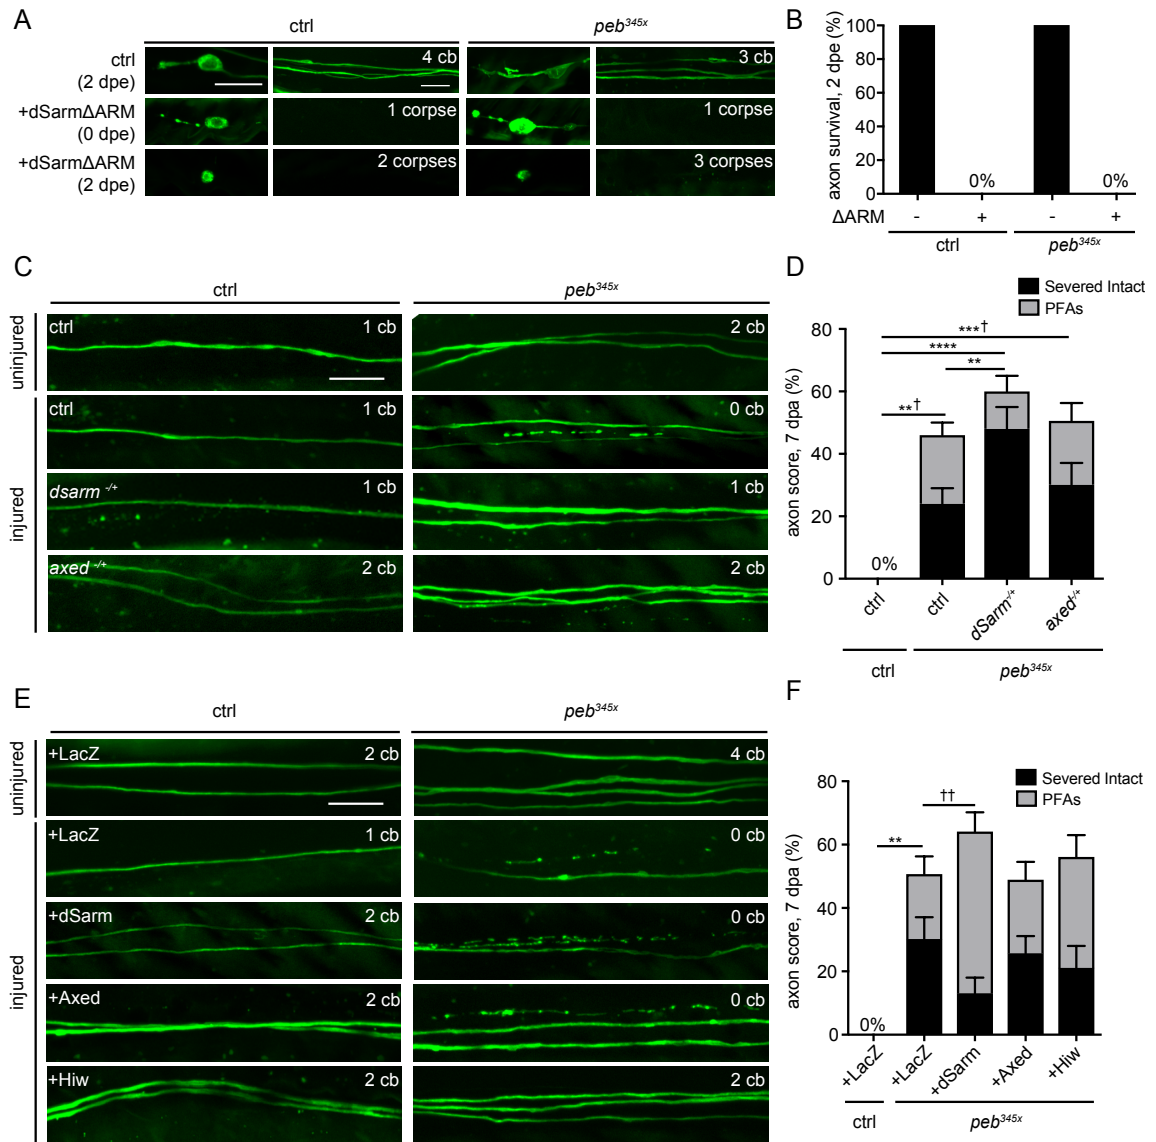 A
ctrl
peb345x
ctrl
(2 dpe)
4 cb
3 cb
+dSarmΔARM
(0 dpe)
1 corpse
1 corpse
+dSarmΔARM
(2 dpe)
2 corpses
3 corpses
B
axon survival, 2 dpe (%)
100
80
60
40
20
0
0%
0%
ΔARM
-
+
-
+
ctrl
peb345x
C
ctrl
peb345x
uninjured
ctrl
1 cb
2 cb
injured
ctrl
1 cb
0 cb
dsarm -/+
1 cb
1 cb
axed -/+
2 cb
2 cb
D
Severed Intact
PFAs
axon score, 7 dpa (%)
80
60
40
20
0
***†
****
**
**†
0%
ctrl
ctrl
dSarm-/+
axed-/+
ctrl
peb345x
E
ctrl
peb345x
uninjured
+LacZ
2 cb
4 cb
injured
+LacZ
1 cb
0 cb
+dSarm
2 cb
0 cb
+Axed
2 cb
0 cb
+Hiw
2 cb
2 cb
F
Severed Intact
PFAs
axon score, 7 dpa (%)
80
60
40
20
0
††
**
0%
+LacZ
+LacZ
+dSarm
+Axed
+Hiw
ctrl
peb345x